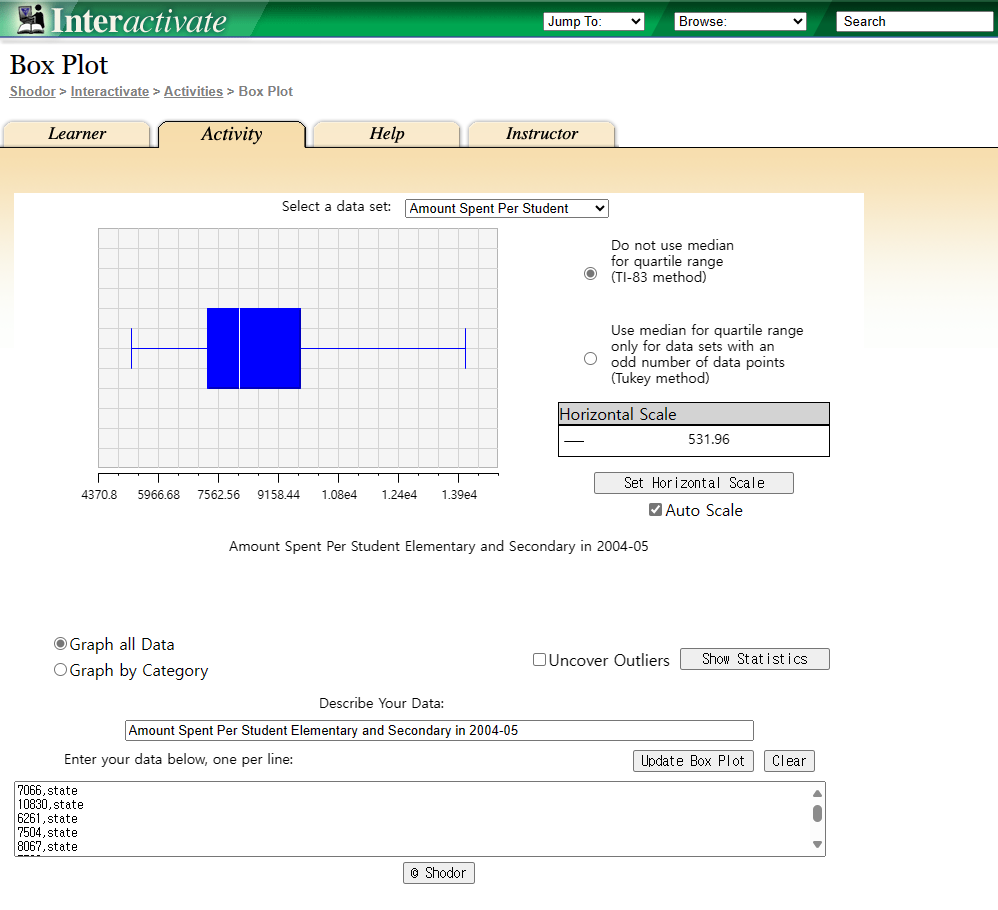 Interactivate
Jump To:
Browse:
Search
Box Plot
Shodor > Interactivate > Activities > Box Plot
Learner
Activity
Help
Instructor
Select a data set:
Amount Spent Per Student
Do not use median
for quartile range
(TI-83 method)
Use median for quartile range
only for data sets with an
odd number of data points
(Tukey method)
Horizontal Scale
531.96
Set Horizontal Scale
Auto Scale
4370.8 5966.68 7562.56 9158.44 1.08e4 1.24e4 1.39e4
Amount Spent Per Student Elementary and Secondary in 2004-05
Graph all Data
Graph by Category
Uncover Outliers
Show Statistics
Describe Your Data:
Amount Spent Per Student Elementary and Secondary in 2004-05
Enter your data below, one per line:
Update Box Plot
Clear
7066,state
10830,state
6261,state
7504,state
8067,state
@ Shodor